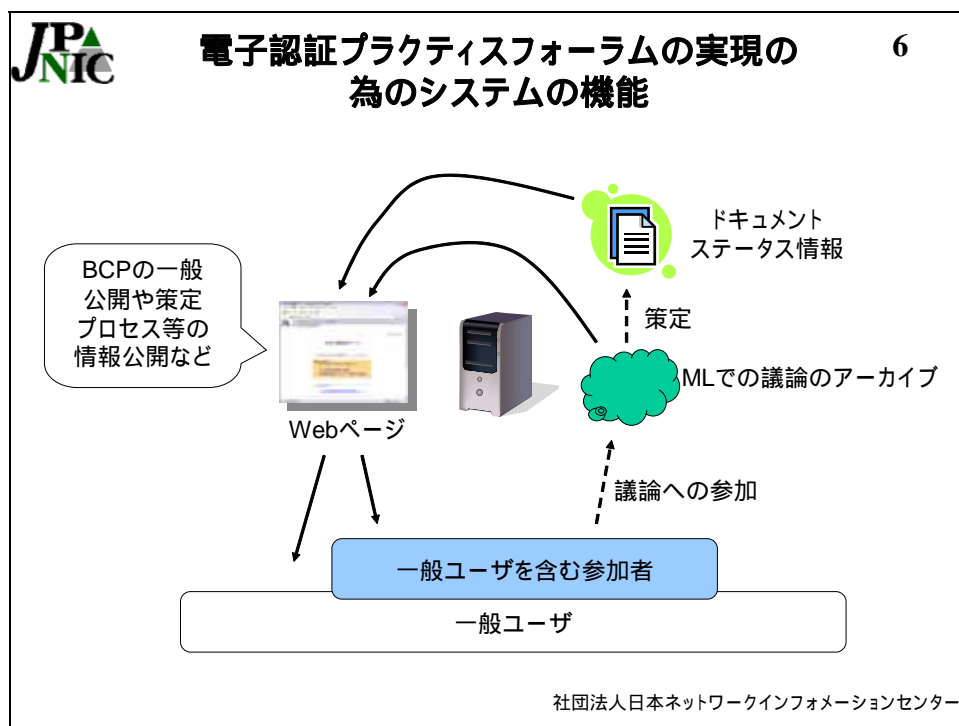 JPNIC
電子認証プラクティスフォーラムの実現の
為のシステムの機能
6
ドキュメント
ステータス情報
BCPの一般
公開や策定
プロセス等の
情報公開など
策定
MLでの議論のアーカイブ
Webページ
議論への参加
一般ユーザを含む参加者
一般ユーザ
社団法人日本ネットワークインフォメーションセンター